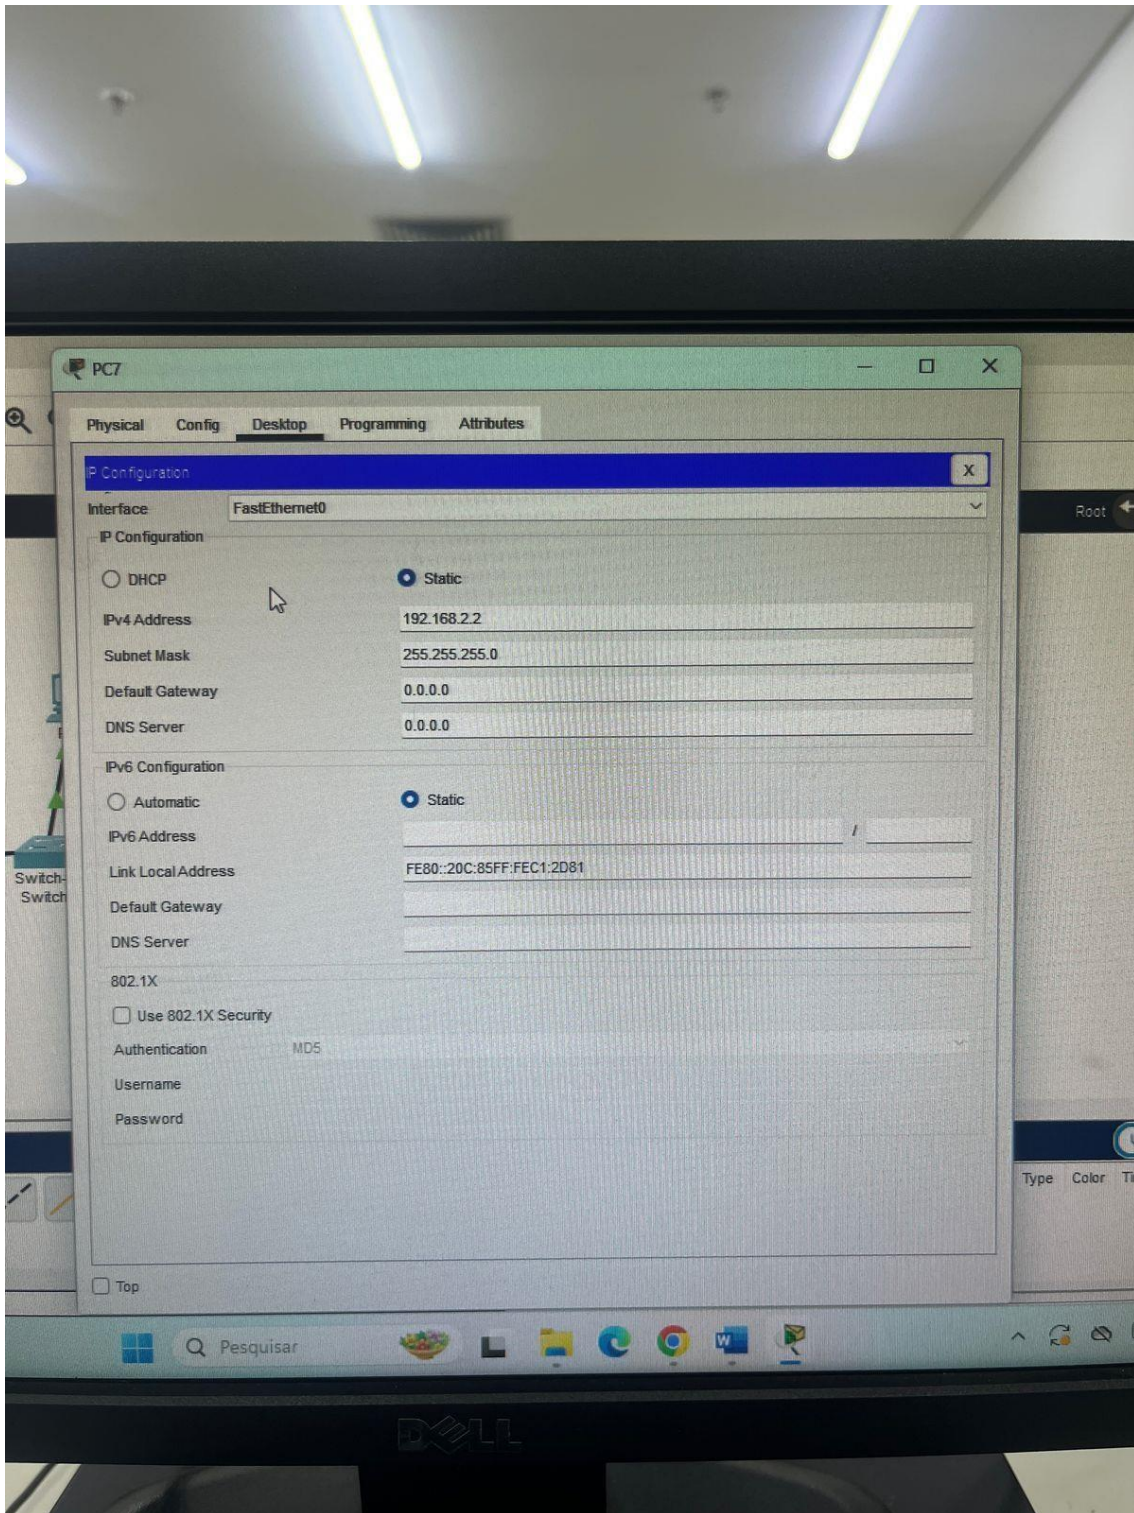 PC7
Physical Config Desktop Programming Attributes
IP Configuration X
Interface FastEthernet0
IP Configuration
DHCP Static
IPv4 Address 192.168.2.2
Subnet Mask 255.255.255.0
Default Gateway 0.0.0.0
DNS Server 0.0.0.0
IPv6 Configuration
Automatic Static
IPv6 Address /
Link Local Address FE80::20C:85FF:FEC1:2D81
Default Gateway
DNS Server
802.1X
Use 802.1X Security
Authentication MD5
Username
Password
Top
Root
Switch-
Switch
Type Color
Pesquisar
DELL